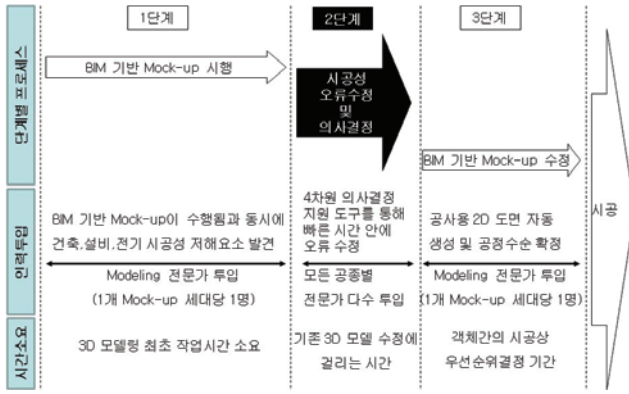 1단계
2단계
3단계
단계별 프로세스
BIM 기반 Mock-up 시행
시공성
오류수정
및
의사결정
BIM 기반 Mock-up 수정
시공
인력투입
BIM 기반 Mock-up이 수행됨과 동시에
건축,설비,전기 시공성 저해요소 발견
Modeling 전문가 투입
(1개 Mock-up 세대당 1명)
4차원 의사결정
지원 도구를 통해
빠른 시간 안에
오류 수정
모든 공종별
전문가 다수 투입
공사용 2D 도면 자동
생성 및 공정수순 확정
Modeling 전문가 투입
(1개 Mock-up 세대당 1명)
시간소요
3D 모델링 최초 작업시간 소요
기존 3D 모델 수정에
걸리는 시간
객체간의 시공상
우선순위결정 기간